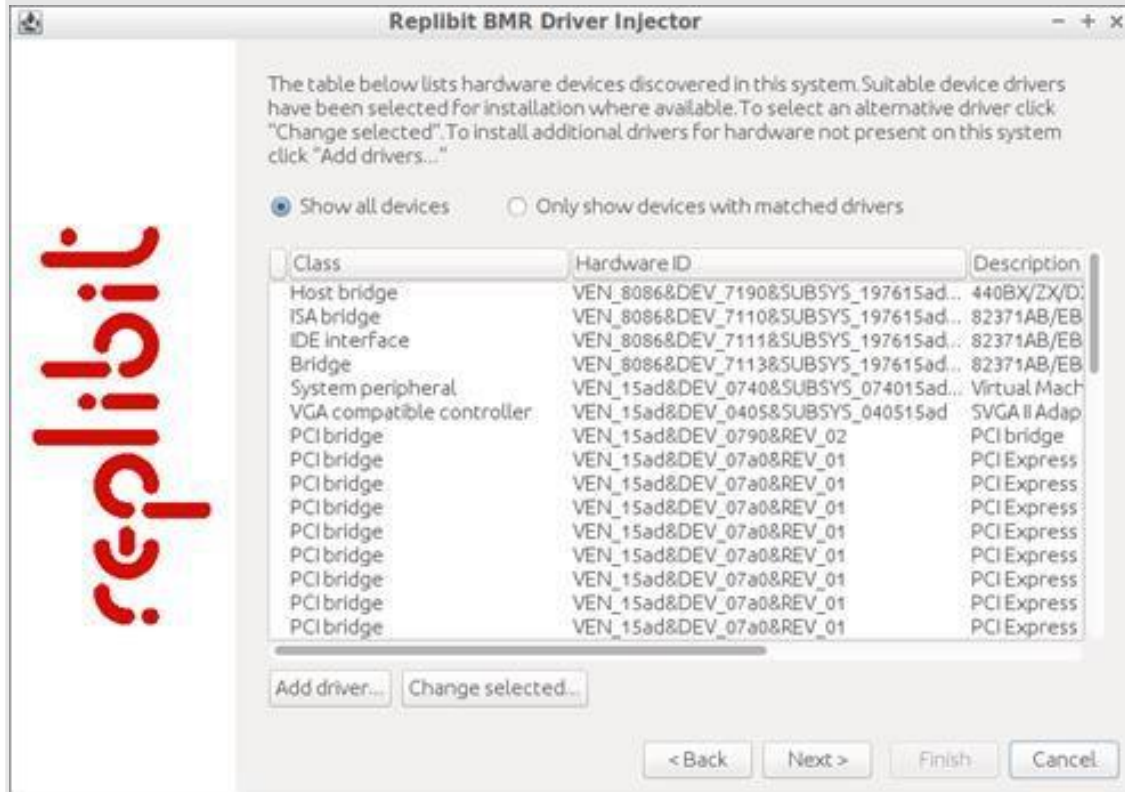 Replibit BMR Driver Injector
replibit
The table below lists hardware devices discovered in this system. Suitable device drivers
have been selected for installation where available. To select an alternative driver click
"Change selected". To install additional drivers for hardware not present on this system
click "Add drivers..."
Show all devices Only show devices with matched drivers
Class Hardware ID Description
Host bridge VEN_8086&DEV_7190&SUBSYS_197615ad... 440BX/ZX/D
ISA bridge VEN_8086&DEV_7110&SUBSYS_197615ad... 82371AB/EB
IDE interface VEN_8086&DEV_7111&SUBSYS_197615ad... 82371AB/EB
Bridge VEN_8086&DEV_7113&SUBSYS_197615ad... 82371AB/EB
System peripheral VEN_15ad&DEV_0740&SUBSYS_074015ad... Virtual Mach
VGA compatible controller VEN_15ad&DEV_0405&SUBSYS_040515ad SVGA II Adap
PCI bridge VEN_15ad&DEV_0790&REV_02 PCI bridge
PCI bridge VEN_15ad&DEV_07a0&REV_01 PCI Express
PCI bridge VEN_15ad&DEV_07a0&REV_01 PCI Express
PCI bridge VEN_15ad&DEV_07a0&REV_01 PCI Express
PCI bridge VEN_15ad&DEV_07a0&REV_01 PCI Express
PCI bridge VEN_15ad&DEV_07a0&REV_01 PCI Express
PCI bridge VEN_15ad&DEV_07a0&REV_01 PCI Express
PCI bridge VEN_15ad&DEV_07a0&REV_01 PCI Express
PCI bridge VEN_15ad&DEV_07a0&REV_01 PCI Express
Add driver... Change selected...
< Back Next > Finish Cancel